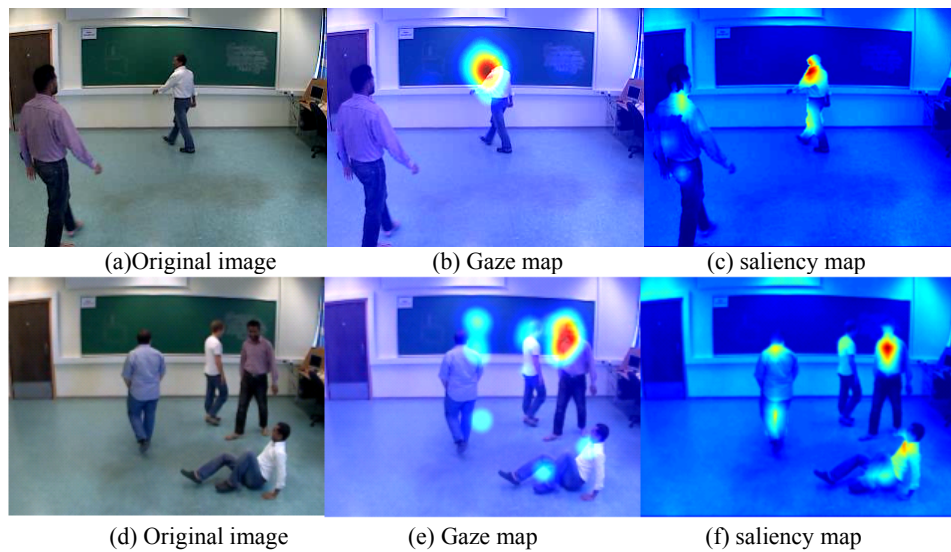 (a)Original image
(b) Gaze map
(c) saliency map
(d) Original image
(e) Gaze map
(f) saliency map